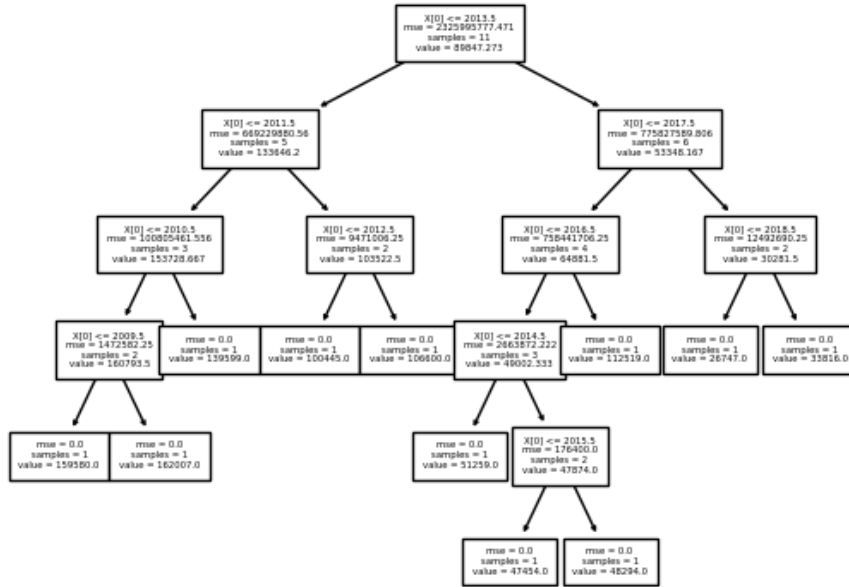 X[0] <= 2013.5
mse = 2325995777.471
samples = 11
value = 89847.273
X[0] <= 2011.5
mse = 669229880.56
samples = 5
value = 133646.2
X[0] <= 2017.5
mse = 775827589.806
samples = 6
value = 53348.167
X[0] <= 2010.5
mse = 100805461.556
samples = 3
value = 153728.667
X[0] <= 2012.5
mse = 9471006.25
samples = 2
value = 103522.5
X[0] <= 2016.5
mse = 758441706.25
samples = 4
value = 64881.5
X[0] <= 2018.5
mse = 12492690.25
samples = 2
value = 30281.5
X[0] <= 2009.5
mse = 1472582.25
samples = 2
value = 160793.5
mse = 0.0
samples = 1
value = 139599.0
mse = 0.0
samples = 1
value = 100445.0
mse = 0.0
samples = 1
value = 106600.0
X[0] <= 2014.5
mse = 2663872.222
samples = 3
value = 49002.333
mse = 0.0
samples = 1
value = 112519.0
mse = 0.0
samples = 1
value = 26747.0
mse = 0.0
samples = 1
value = 33816.0
mse = 0.0
samples = 1
value = 159580.0
mse = 0.0
samples = 1
value = 162007.0
mse = 0.0
samples = 1
value = 51259.0
X[0] <= 2015.5
mse = 176400.0
samples = 2
value = 47874.0
mse = 0.0
samples = 1
value = 47454.0
mse = 0.0
samples = 1
value = 48294.0